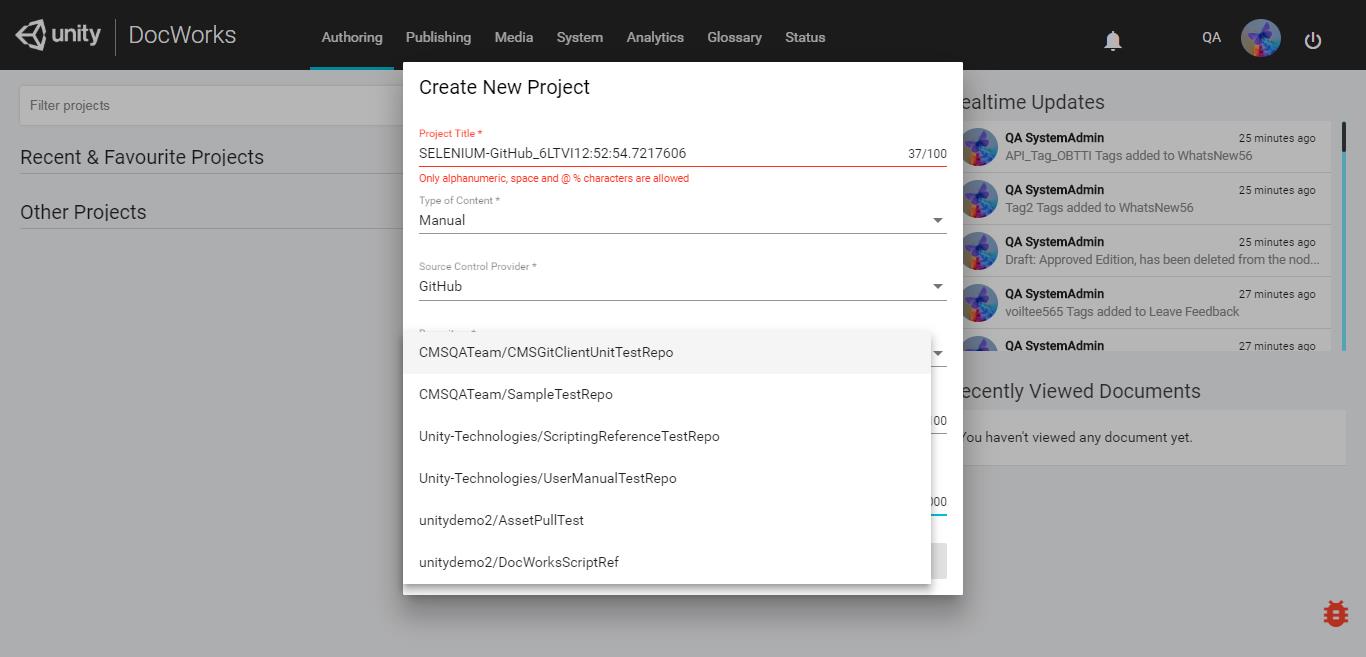 unity DocWorks Authoring Publishing Media System Analytics Glossary Status QA
Filter projects
Recent & Favourite Projects
Other Projects
Create New Project
Project Title *
SELENIUM-GitHub_6LTVI12:52:54.7217606 37/100
Only alphanumeric, space and @ % characters are allowed
Type of Content *
Manual
Source Control Provider *
GitHub
CMSQATeam/CMSGitClientUnitTestRepo
CMSQATeam/SampleTestRepo
Unity-Technologies/ScriptingReferenceTestRepo
Unity-Technologies/UserManualTestRepo
unitydemo2/AssetPullTest
unitydemo2/DocWorksScriptRef
ealtime Updates
QA SystemAdmin 25 minutes ago
API_Tag_OBTTI Tags added to WhatsNew56
QA SystemAdmin 25 minutes ago
Tag2 Tags added to WhatsNew56
QA SystemAdmin 25 minutes ago
Draft: Approved Edition, has been deleted from the nod...
QA SystemAdmin 27 minutes ago
voiltee565 Tags added to Leave Feedback
QA SystemAdmin 27 minutes ago
ecently Viewed Documents
You haven't viewed any document yet.